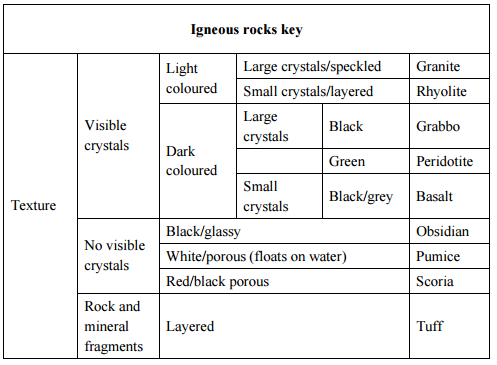 Igneous rocks key
Texture
Visible
crystals
Light
coloured
Large crystals/speckled
Granite
Small crystals/layered
Rhyolite
Dark
coloured
Large
crystals
Black
Grabbo
Green
Peridotite
Small
crystals
Black/grey
Basalt
No visible
crystals
Black/glassy
Obsidian
White/porous (floats on water)
Pumice
Red/black porous
Scoria
Rock and
mineral
fragments
Layered
Tuff